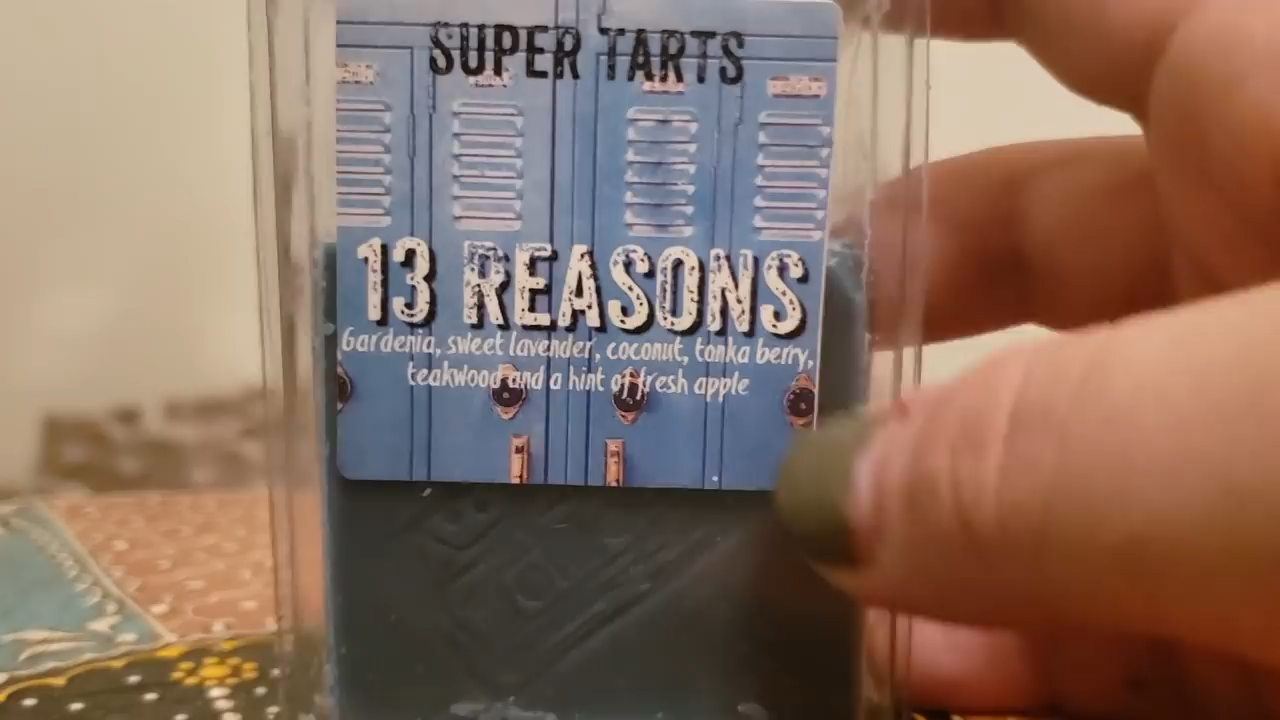 SUPER TARTS
13 REASONS
Gardenia, sweet lavender, coconut, tonka berry,
teakwood and a hint of fresh apple